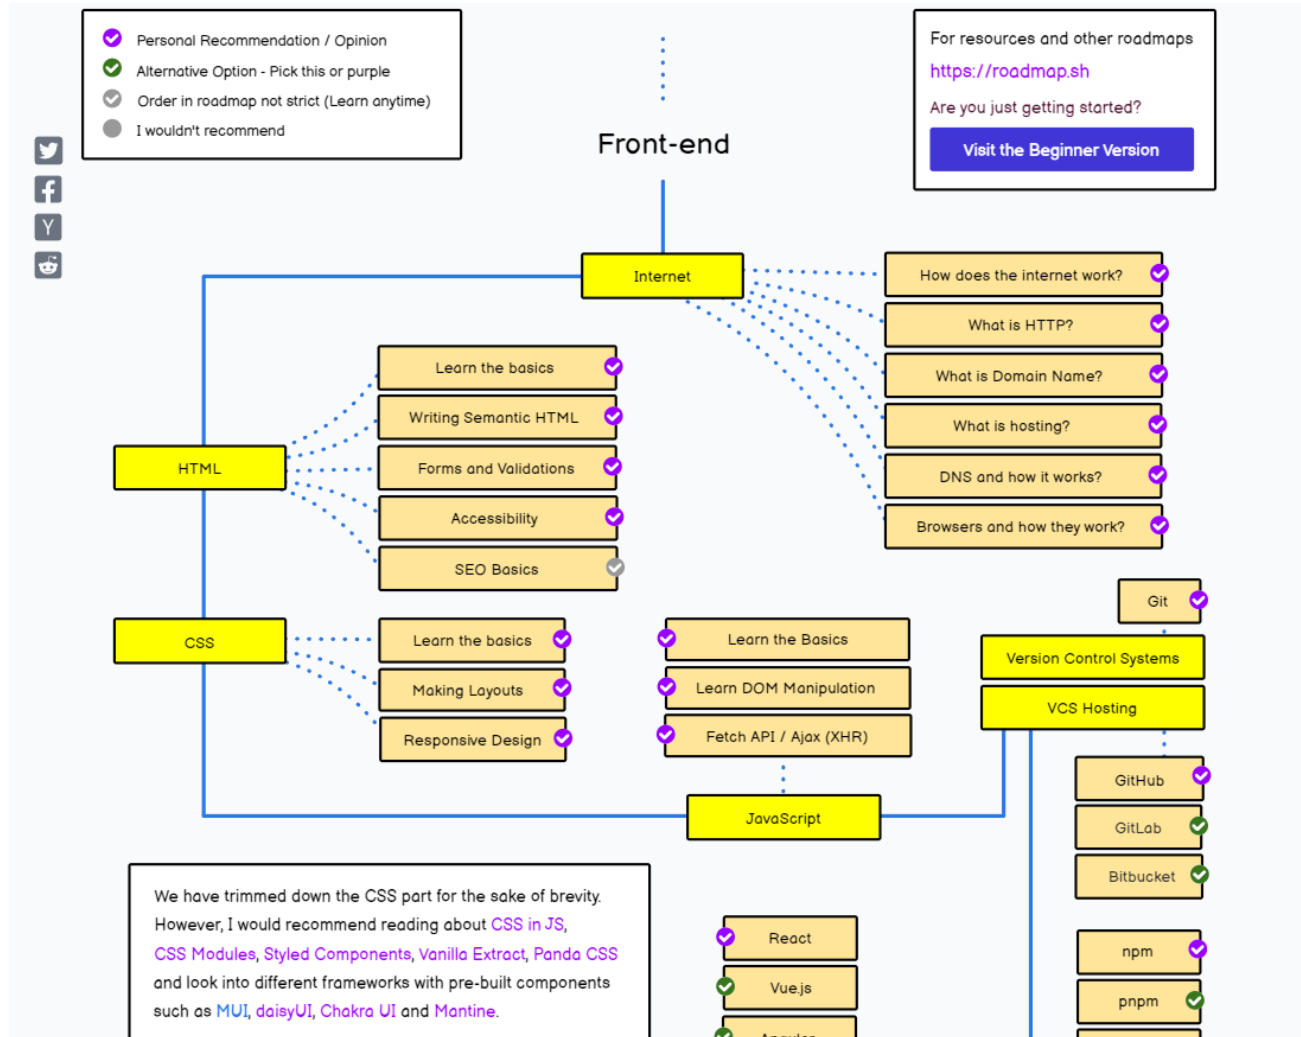 Personal Recommendation / Opinion
Alternative Option - Pick this or purple
Order in roadmap not strict (Learn anytime)
I wouldn't recommend
For resources and other roadmaps
https://roadmap.sh
Are you just getting started?
Visit the Beginner Version
Front-end
Internet
How does the internet work?
What is HTTP?
What is Domain Name?
What is hosting?
DNS and how it works?
Browsers and how they work?
HTML
Learn the basics
Writing Semantic HTML
Forms and Validations
Accessibility
SEO Basics
CSS
Learn the basics
Making Layouts
Responsive Design
Learn the Basics
Learn DOM Manipulation
Fetch API / Ajax (XHR)
JavaScript
Git
Version Control Systems
VCS Hosting
GitHub
GitLab
Bitbucket
We have trimmed down the CSS part for the sake of brevity.
However, I would recommend reading about CSS in JS,
CSS Modules, Styled Components, Vanilla Extract, Panda CSS
and look into different frameworks with pre-built components
such as MUI, daisyUI, Chakra UI and Mantine.
React
Vue.js
Angular
npm
pnpm